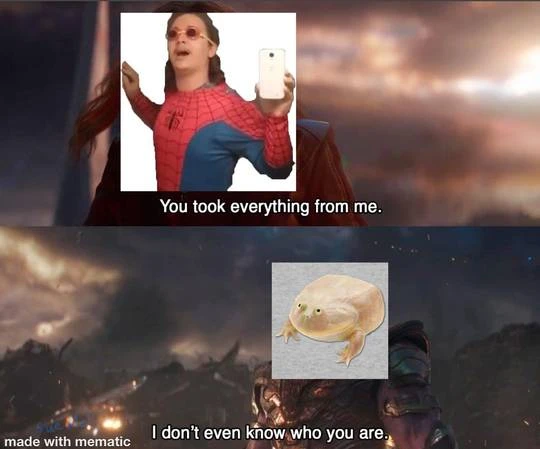 You took everything from me.
I don't even know who you are.
made with mematic